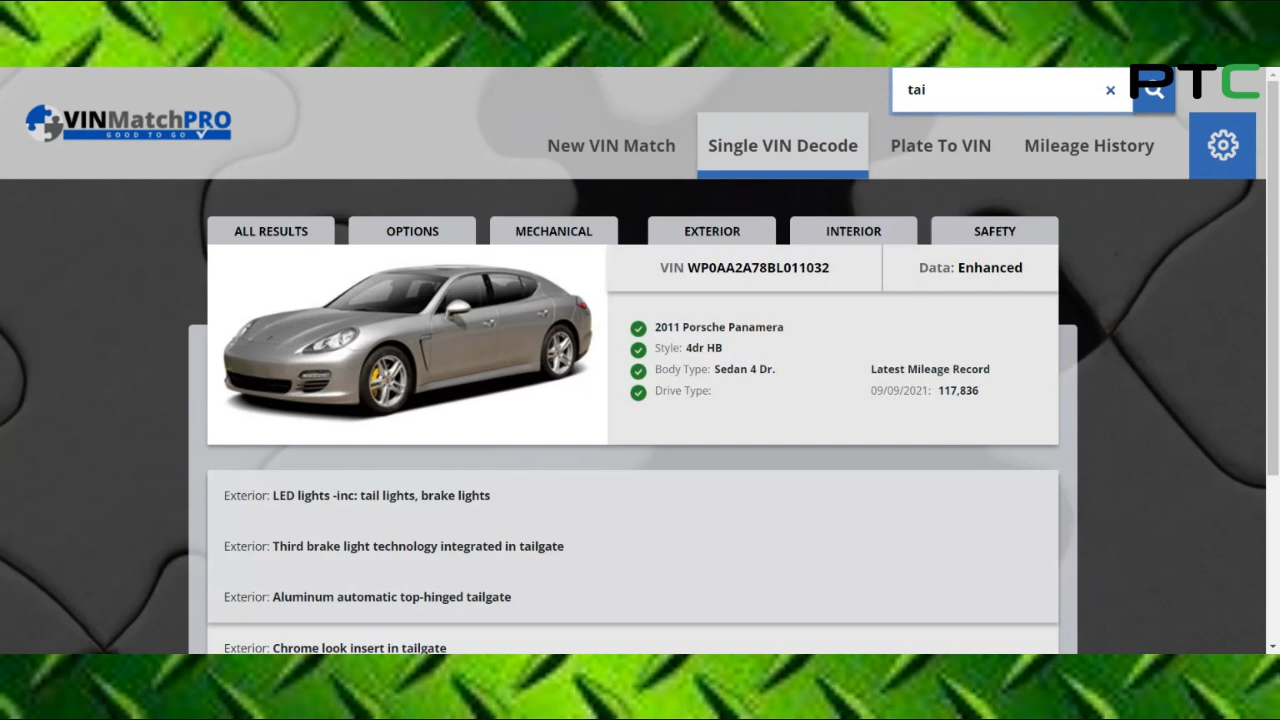 tai
PTC
VINMatchPRO
GOOD TO GO
New VIN Match
Single VIN Decode
Plate To VIN
Mileage History
ALL RESULTS
OPTIONS
MECHANICAL
EXTERIOR
INTERIOR
SAFETY
VIN WP0AA2A78BL011032
Data: Enhanced
2011 Porsche Panamera
Style: 4dr HB
Body Type: Sedan 4 Dr.
Drive Type:
Latest Mileage Record
09/09/2021: 117,836
Exterior: LED lights -inc: tail lights, brake lights
Exterior: Third brake light technology integrated in tailgate
Exterior: Aluminum automatic top-hinged tailgate
Exterior: Chrome look insert in tailgate